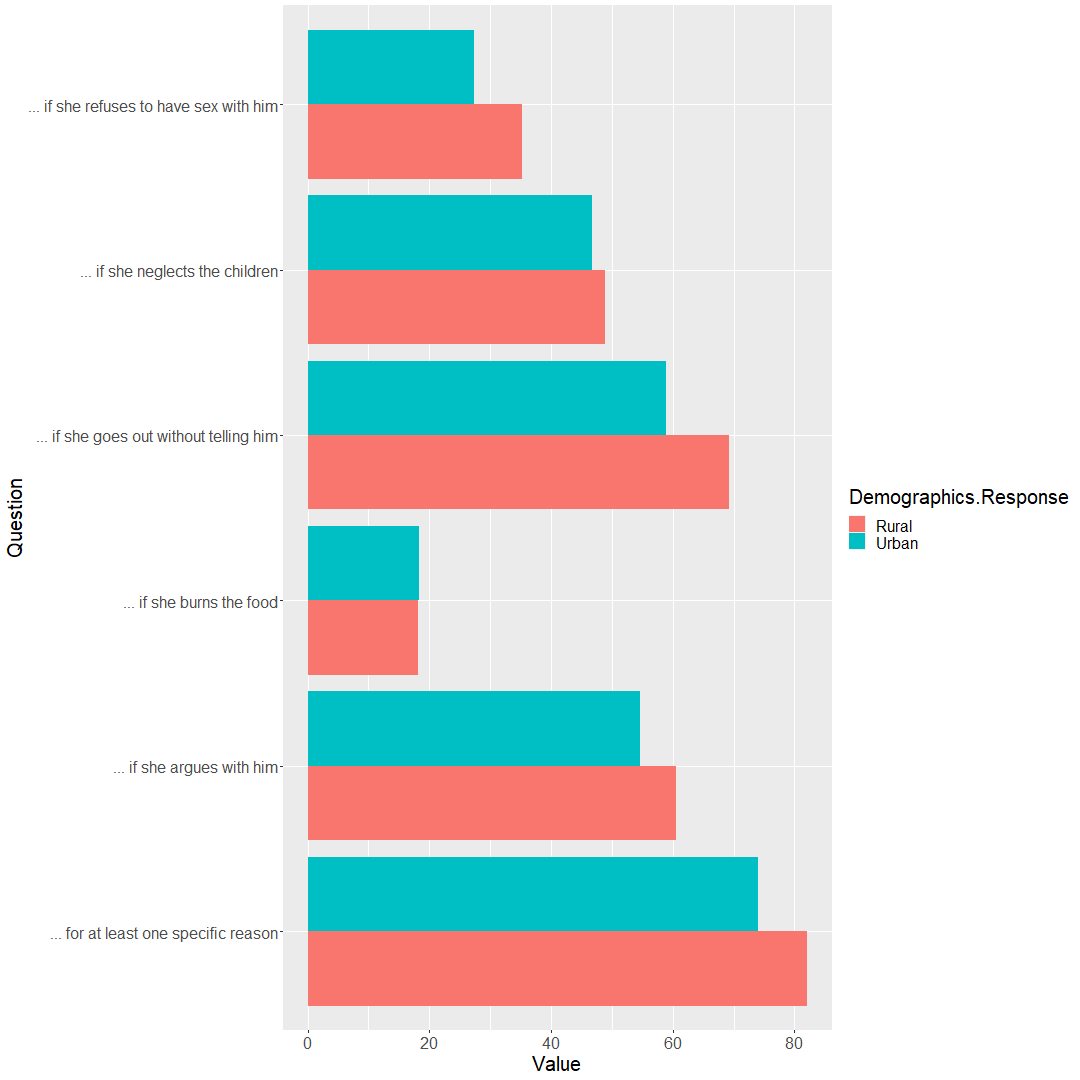 ... if she refuses to have sex with him
... if she neglects the children
... if she goes out without telling him
... if she burns the food
... if she argues with him
... for at least one specific reason
Question
0 20 40 60 80
Value
Demographics.Response
Rural
Urban